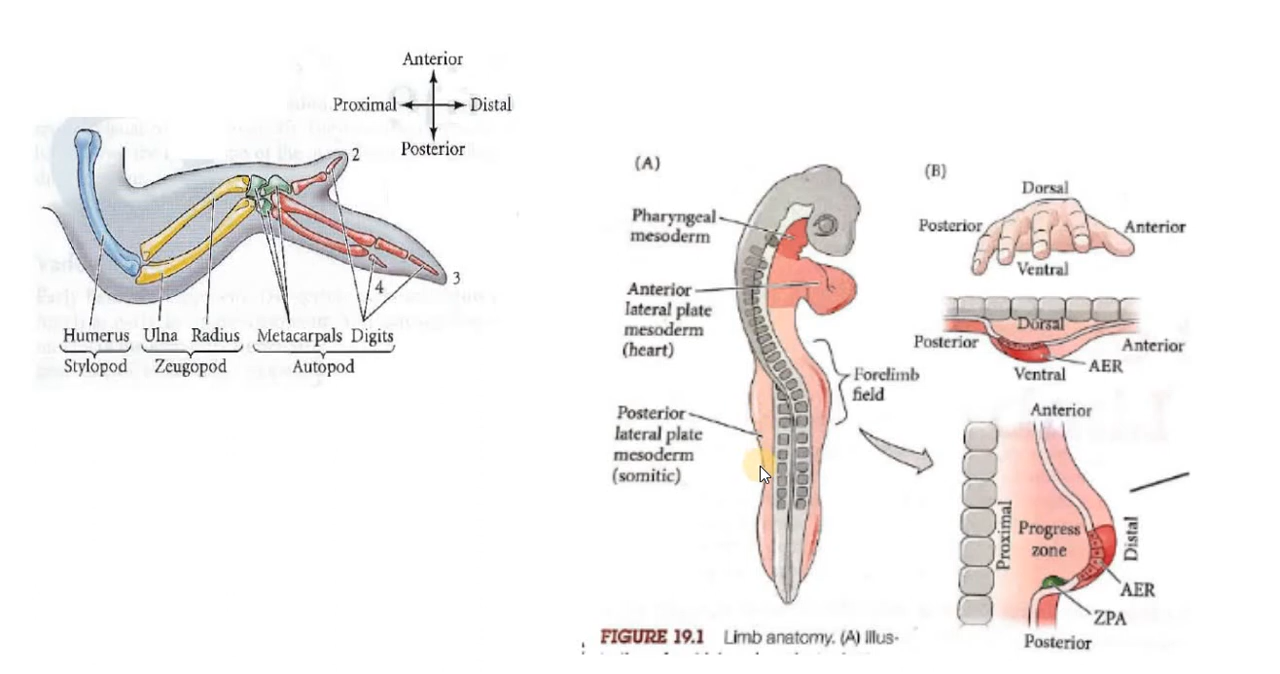 Anterior
Proximal
Distal
Posterior
2
3
4
Humerus
Ulna
Radius
Metacarpals
Digits
Stylopod
Zeugopod
Autopod
(A)
Pharyngeal
mesoderm
Anterior
lateral plate
mesoderm
(heart)
Forelimb
field
Posterior
lateral plate
mesoderm
(somitic)
(B)
Dorsal
Posterior
Anterior
Ventral
Dorsal
Posterior
Anterior
AER
Ventral
Anterior
Proximal
Progress
zone
Distal
AER
ZPA
Posterior
FIGURE 19.1 Limb anatomy. (A) Illus-